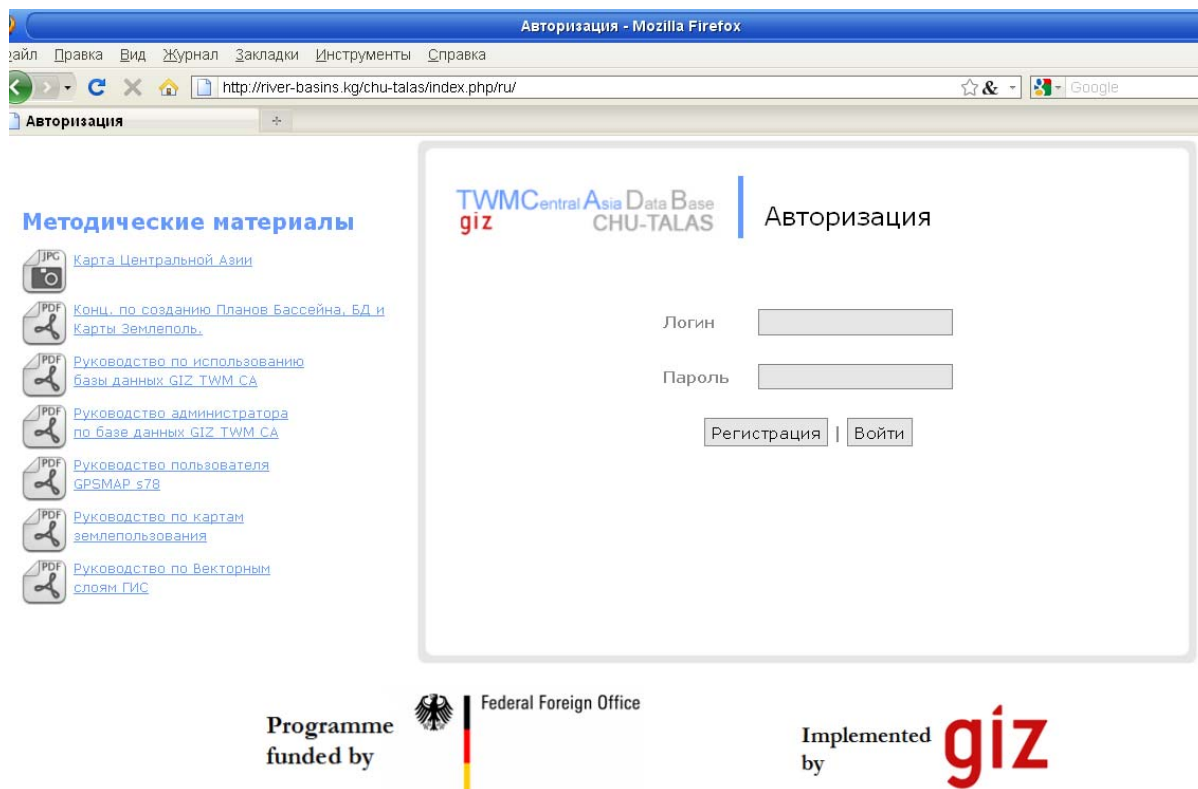 Авторизация - Mozilla Firefox
айл Правка Вид Журнал Закладки Инструменты Справка
http://river-basins.kg/chu-talas/index.php/ru/
Google
Авторизация
Методические материалы
JPG
Карта Центральной Азии
PDF
Конц. по созданию Планов Бассейна, БД и
Карты Землеполь.
PDF
Руководство по использованию
базы данных GIZ TWM CA
PDF
Руководство администратора
по базе данных GIZ TWM CA
PDF
Руководство пользователя
GPSMAP s78
PDF
Руководство по картам
землепользования
PDF
Руководство по Векторным
слоям ГИС
TWMCentral Asia Data Base
giz CHU-TALAS
Авторизация
Логин
Пароль
Регистрация | Войти
Programme
funded by
Federal Foreign Office
Implemented
by
giz